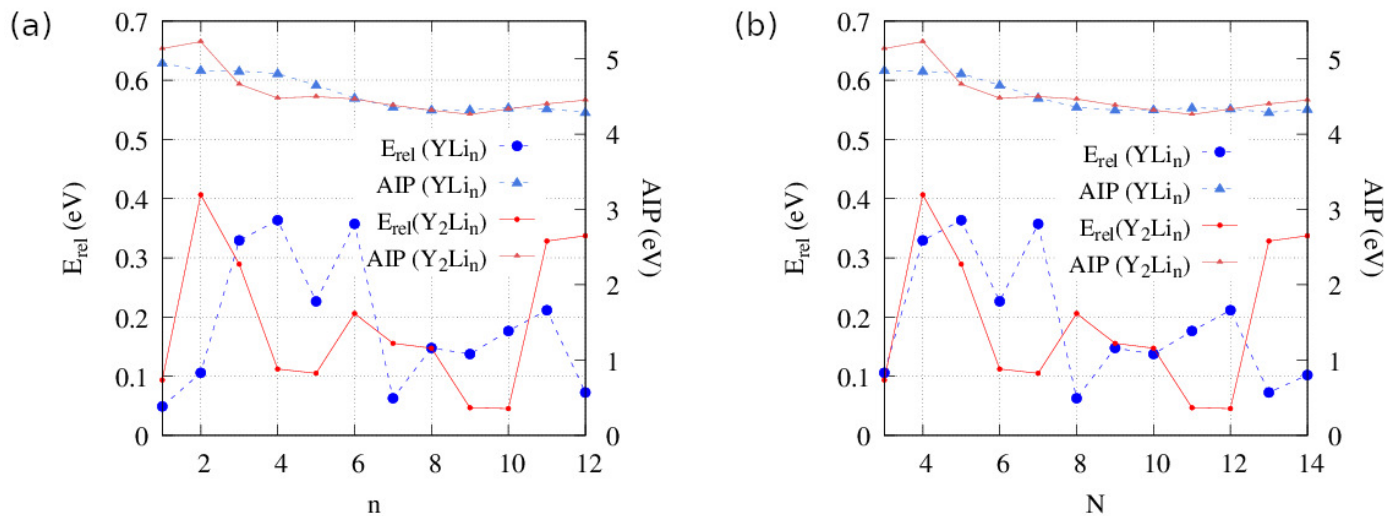 (a)
0.7
0.6
0.5
0.4
0.3
0.2
0.1
0
E_rel (eV)
2 4 6 8 10 12
n
5
4
3
2
1
0
AIP (eV)
E_rel (YLi_n)
AIP (YLi_n)
E_rel(Y_2Li_n)
AIP (Y_2Li_n)
(b)
0.7
0.6
0.5
0.4
0.3
0.2
0.1
0
E_rel (eV)
4 6 8 10 12 14
N
5
4
3
2
1
0
AIP (eV)
E_rel (YLi_n)
AIP (YLi_n)
E_rel(Y_2Li_n)
AIP (Y_2Li_n)